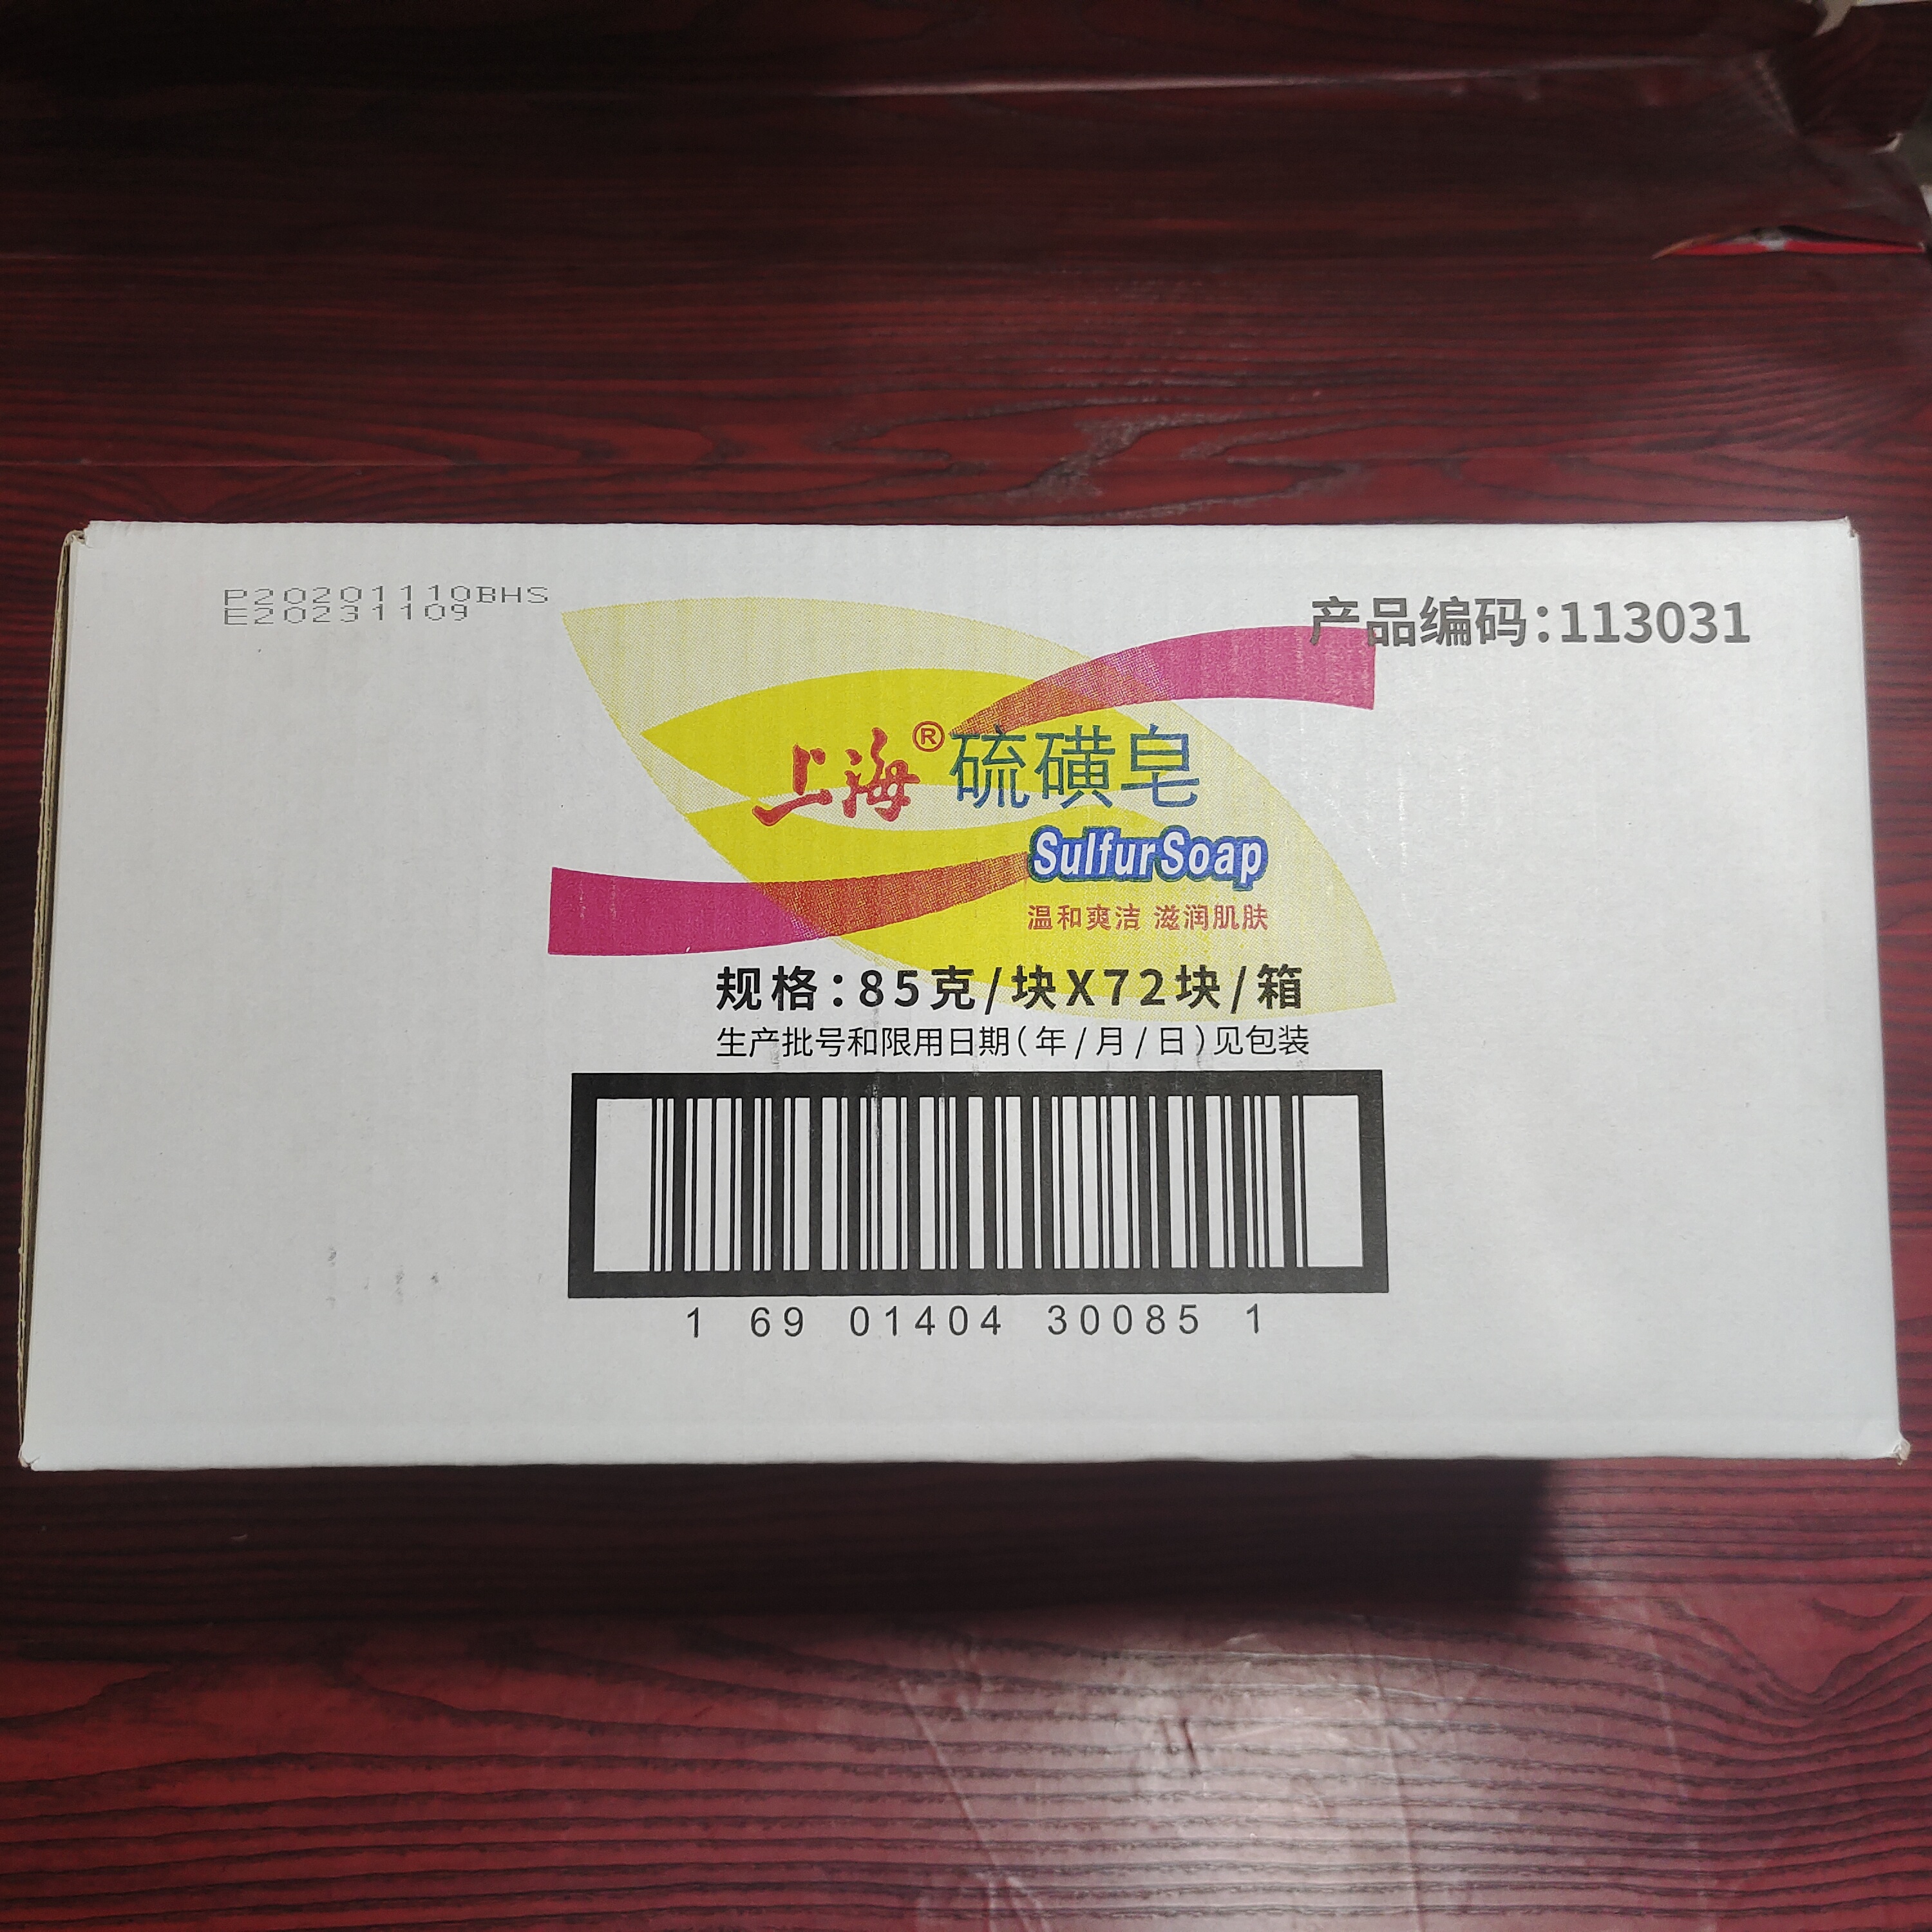 P20201110BHS
E20231109
产品编码:113031
上海®硫磺皂
SulfurSoap
温和爽洁 滋润肌肤
规格:85克/块X72块/箱
生产批号和限用日期(年/月/日)见包装
1 69 01404 30085 1